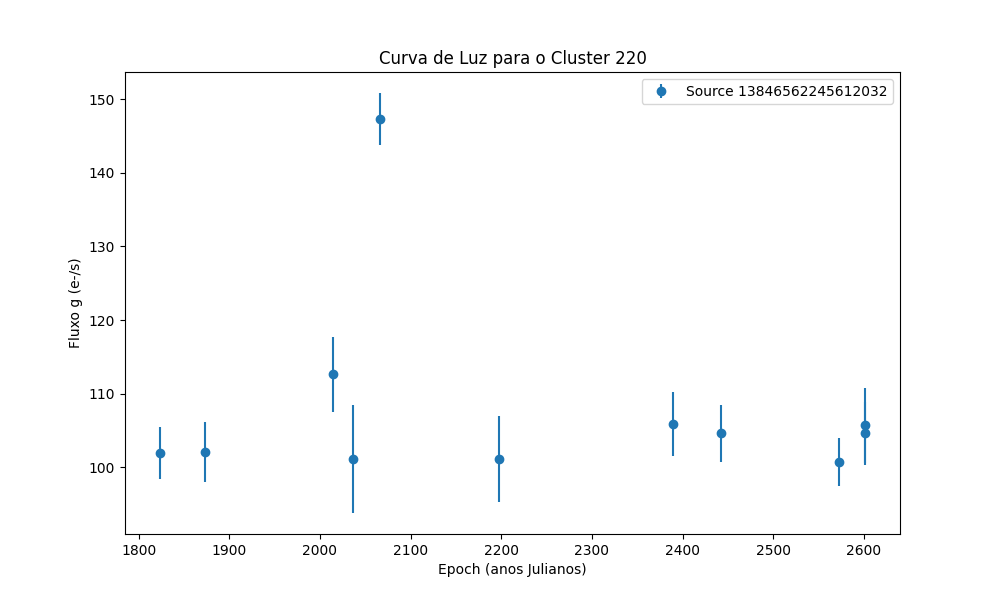 Curva de Luz para o Cluster 220
Source 13846562245612032
150
140
130
120
110
100
Fluxo g (e-/s)
1800 1900 2000 2100 2200 2300 2400 2500 2600
Epoch (anos Julianos)